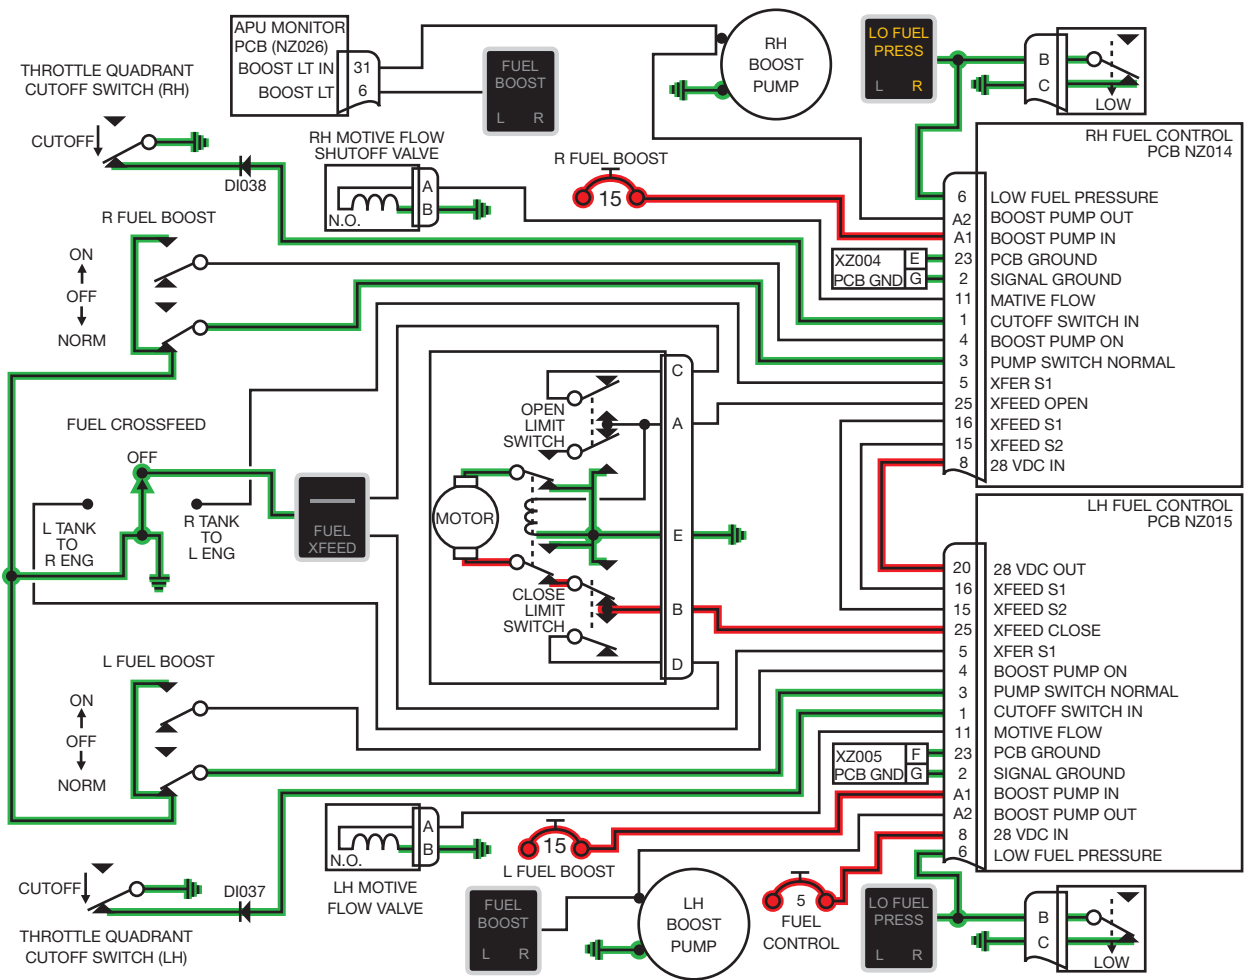 APU MONITOR
PCB (NZ026)
BOOST LT IN 31
BOOST LT 6
FUEL
BOOST
L R
RH
BOOST
PUMP
LO FUEL
PRESS
L R
B
C
LOW
THROTTLE QUADRANT
CUTOFF SWITCH (RH)
CUTOFF
DI038
RH MOTIVE FLOW
SHUTOFF VALVE
A
B
N.O.
R FUEL BOOST
15
RH FUEL CONTROL
PCB NZ014
6 LOW FUEL PRESSURE
A2 BOOST PUMP OUT
A1 BOOST PUMP IN
23 PCB GROUND
2 SIGNAL GROUND
11 MATIVE FLOW
1 CUTOFF SWITCH IN
4 BOOST PUMP ON
3 PUMP SWITCH NORMAL
5 XFER S1
25 XFEED OPEN
16 XFEED S1
15 XFEED S2
8 28 VDC IN
XZ004 E
PCB GND G
R FUEL BOOST
ON
OFF
NORM
FUEL CROSSFEED
OFF
L TANK
TO
R ENG
R TANK
TO
L ENG
FUEL
XFEED
OPEN
LIMIT
SWITCH
MOTOR
CLOSE
LIMIT
SWITCH
C
A
E
B
D
LH FUEL CONTROL
PCB NZ015
20 28 VDC OUT
16 XFEED S1
15 XFEED S2
25 XFEED CLOSE
5 XFER S1
4 BOOST PUMP ON
3 PUMP SWITCH NORMAL
1 CUTOFF SWITCH IN
11 MOTIVE FLOW
23 PCB GROUND
2 SIGNAL GROUND
A1 BOOST PUMP IN
A2 BOOST PUMP OUT
8 28 VDC IN
6 LOW FUEL PRESSURE
XZ005 F
PCB GND G
L FUEL BOOST
ON
OFF
NORM
A
B
N.O.
LH MOTIVE
FLOW VALVE
15
L FUEL BOOST
CUTOFF
DI037
THROTTLE QUADRANT
CUTOFF SWITCH (LH)
FUEL
BOOST
L R
LH
BOOST
PUMP
5
FUEL
CONTROL
LO FUEL
PRESS
L R
B
C
LOW